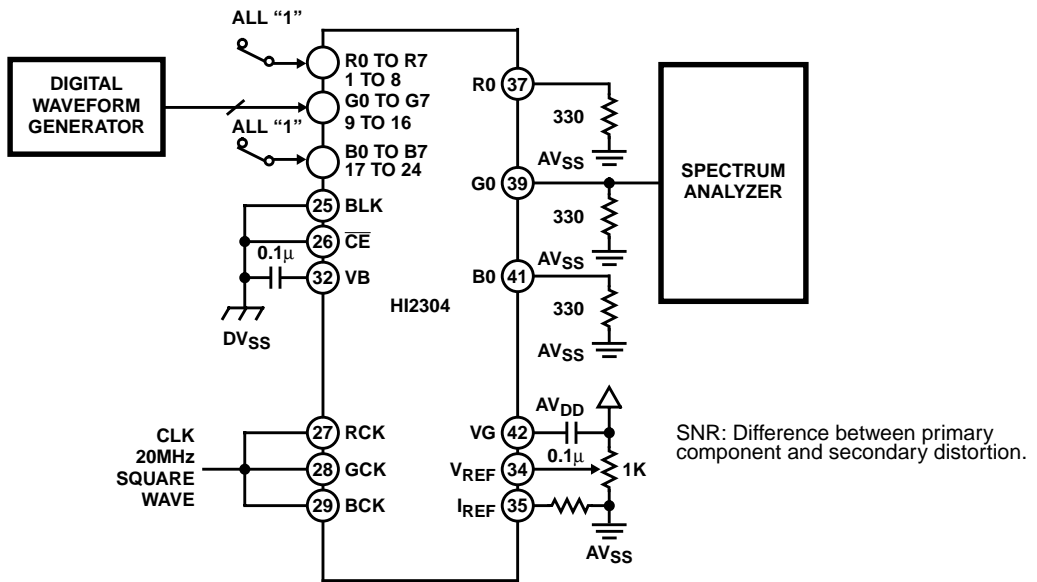 ALL “1”
R0 TO R7
1 TO 8
DIGITAL
WAVEFORM
GENERATOR
G0 TO G7
9 TO 16
ALL “1”
B0 TO B7
17 TO 24
25 BLK
26 CE
0.1µ
32 VB
DVSS
HI2304
CLK
20MHz
SQUARE
WAVE
27 RCK
28 GCK
29 BCK
R0 37
330
AVSS
G0 39
330
AVSS
B0 41
330
AVSS
SPECTRUM
ANALYZER
AVDD
VG 42
0.1µ
VREF 34
1K
IREF 35
AVSS
SNR: Difference between primary
component and secondary distortion.